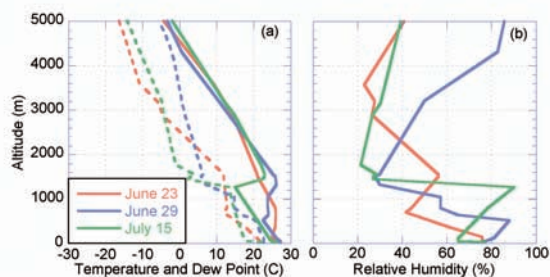 (a)
(b)
5000
4000
3000
2000
1000
0
Altitude (m)
June 23
June 29
July 15
-30 -20 -10 0 10 20 30
0 20 40 60 80 100
Temperature and Dew Point (C)
Relative Humidity (%)